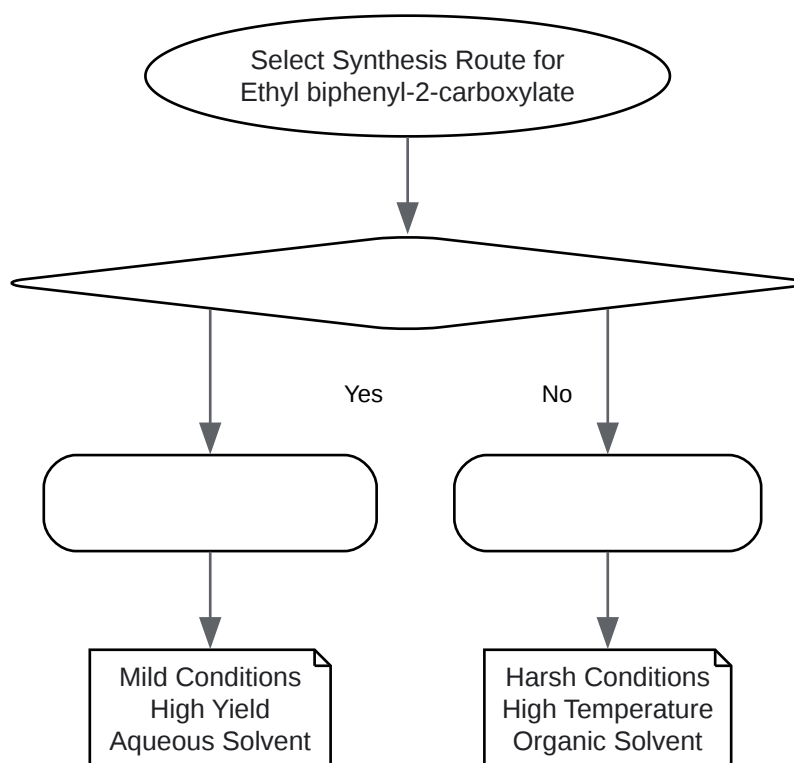 Select Synthesis Route for
Ethyl biphenyl-2-carboxylate
Yes
No
Mild Conditions
High Yield
Aqueous Solvent
Harsh Conditions
High Temperature
Organic Solvent